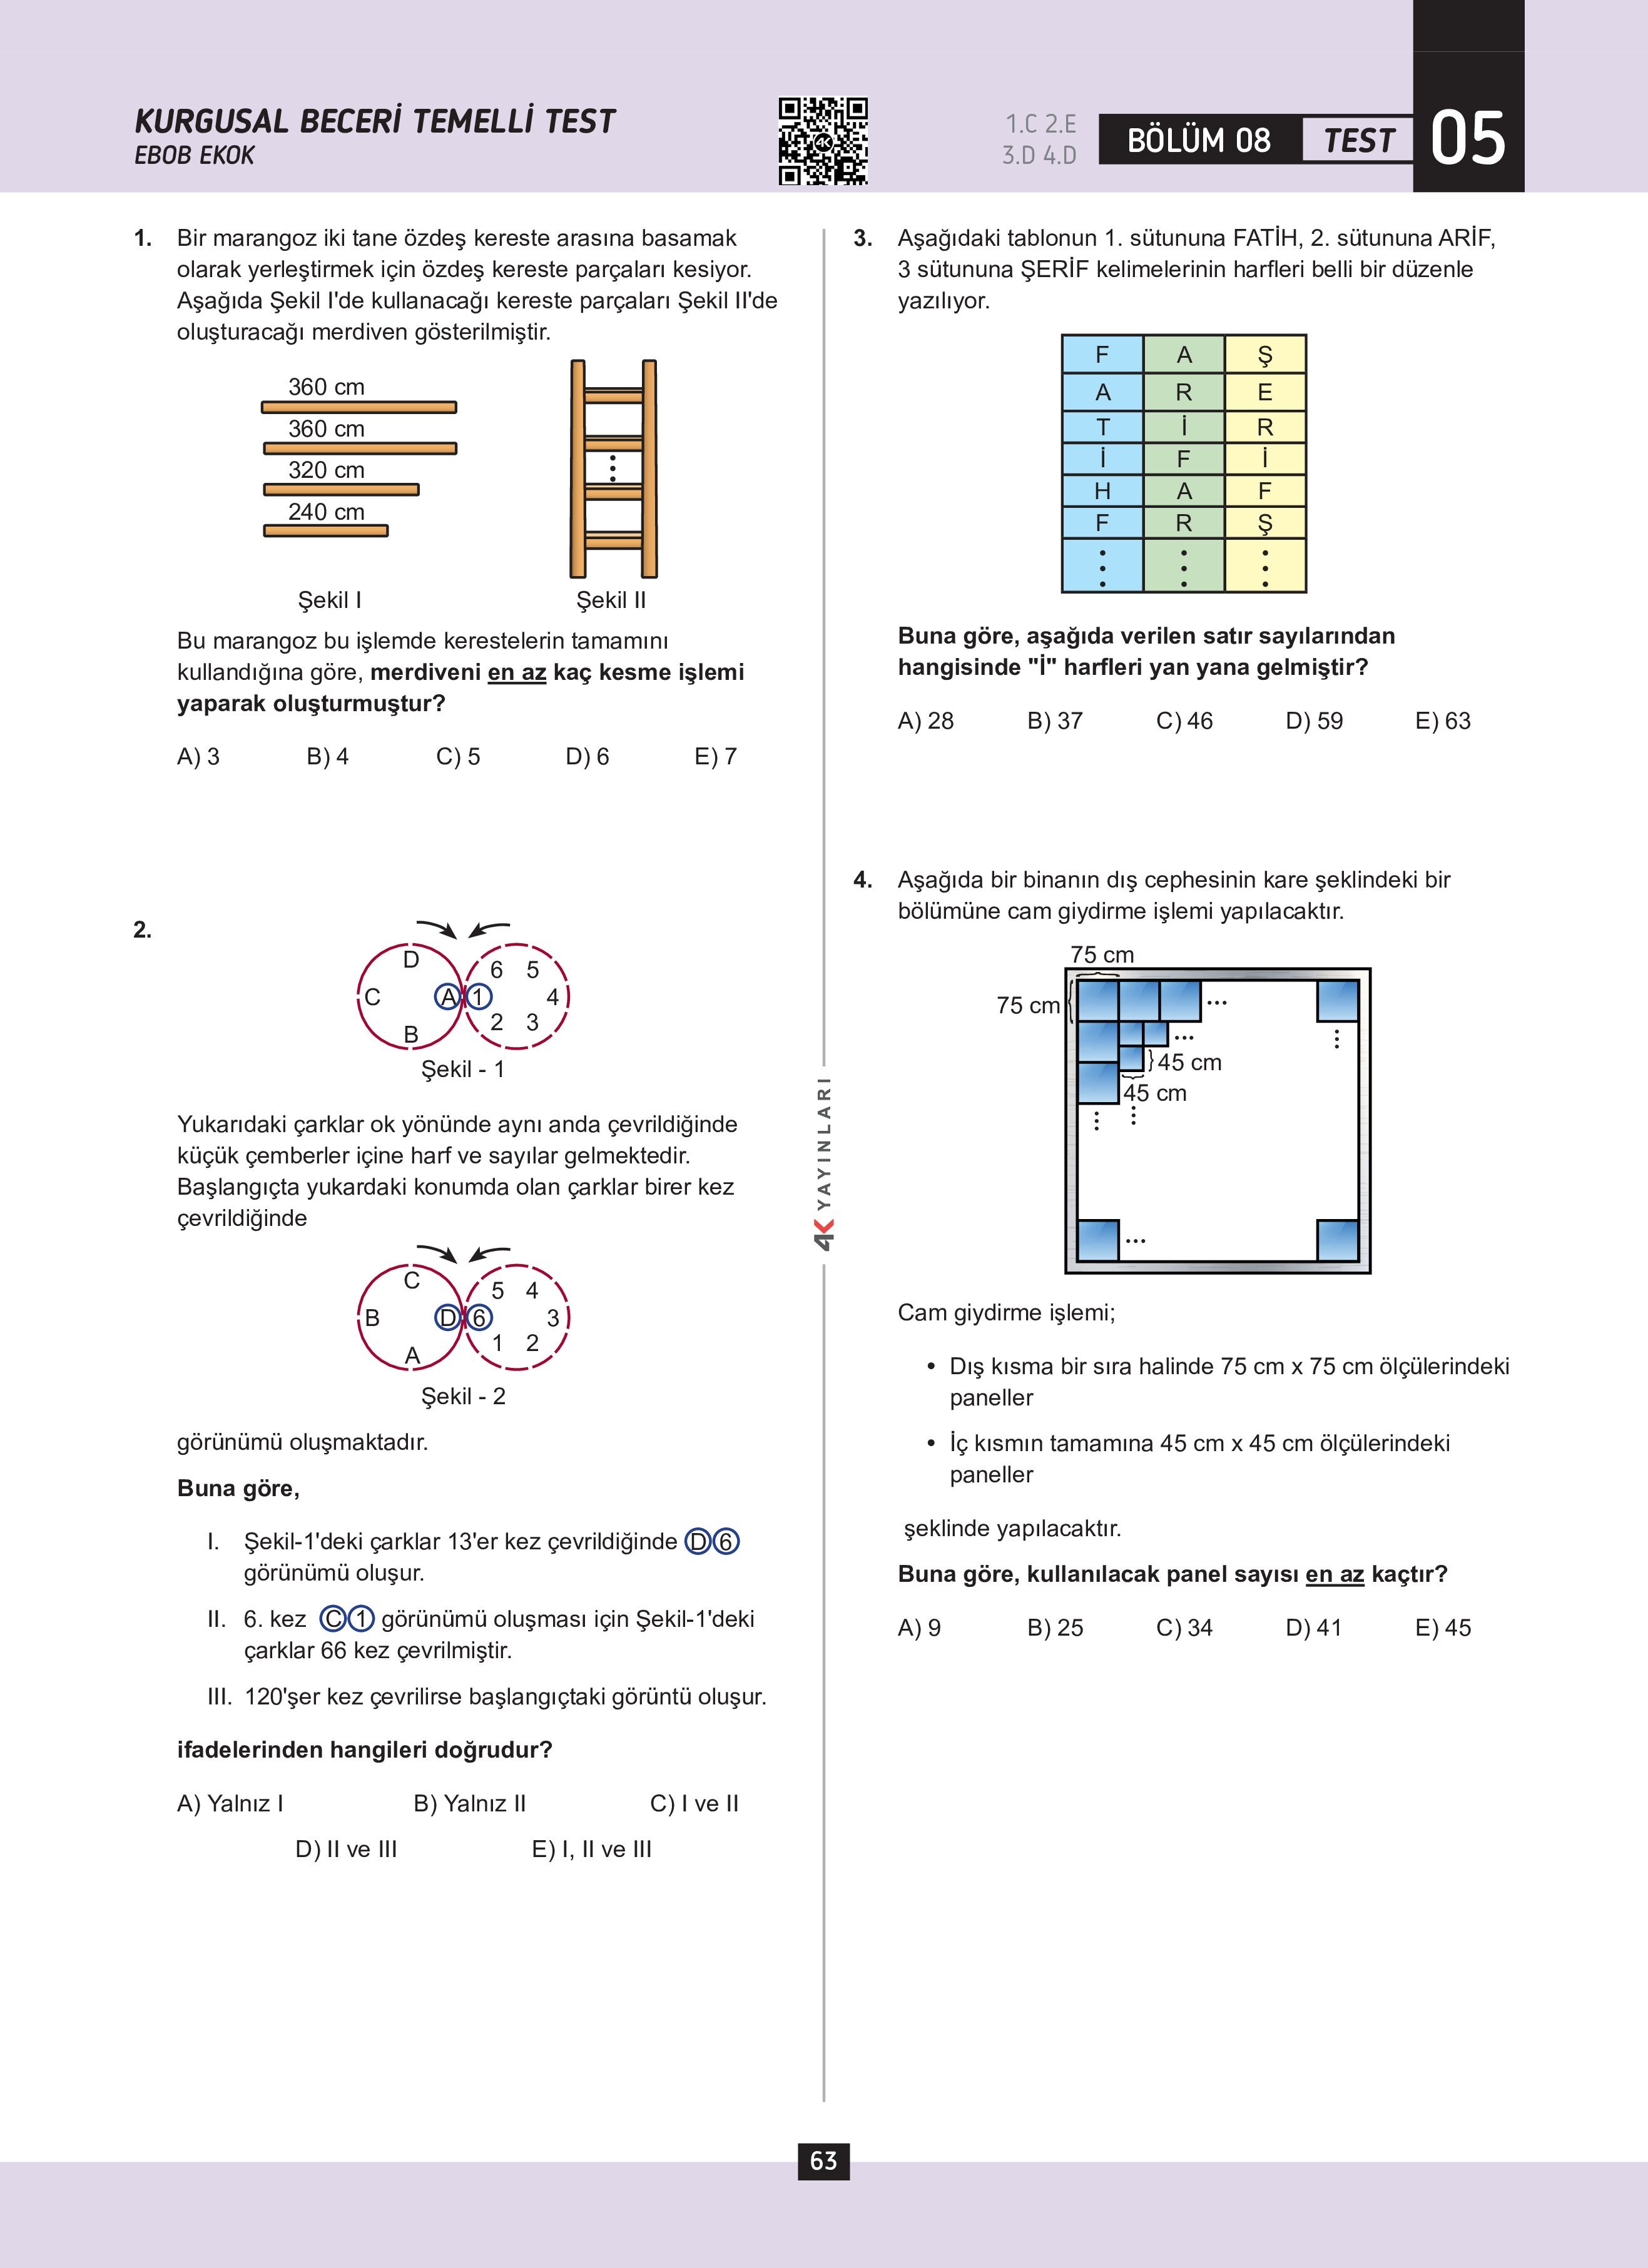 KURGUSAL BECERİ TEMELLİ TEST
EBOB EKOK
1.C 2.E
3.D 4.D
BÖLÜM 08
TEST
05
1. Bir marangoz iki tane özdeş kereste arasına basamak
olarak yerleştirmek için özdeş kereste parçaları kesiyor.
Aşağıda Şekil I'de kullanacağı kereste parçaları Şekil II'de
oluşturacağı merdiven gösterilmiştir.
360 cm
360 cm
320 cm
240 cm
Şekil I
Şekil II
Bu marangoz bu işlemde kerestelerin tamamını
kullandığına göre, merdiveni en az kaç kesme işlemi
yaparak oluşturmuştur?
A) 3 B) 4 C) 5 D) 6 E) 7
2.
D
C A 1
B
6 5
4
2 3
Şekil - 1
Yukarıdaki çarklar ok yönünde aynı anda çevrildiğinde
küçük çemberler içine harf ve sayılar gelmektedir.
Başlangıçta yukardaki konumda olan çarklar birer kez
çevrildiğinde
C
B D 6
A
5 4
3
1 2
Şekil - 2
görünümü oluşmaktadır.
Buna göre,
I. Şekil-1'deki çarklar 13'er kez çevrildiğinde D 6
görünümü oluşur.
II. 6. kez C 1 görünümü oluşması için Şekil-1'deki
çarklar 66 kez çevrilmiştir.
III. 120'şer kez çevrilirse başlangıçtaki görüntü oluşur.
ifadelerinden hangileri doğrudur?
A) Yalnız I B) Yalnız II C) I ve II
D) II ve III E) I, II ve III
4K YAYINLARI
3. Aşağıdaki tablonun 1. sütununa FATİH, 2. sütununa ARİF,
3 sütununa ŞERİF kelimelerinin harfleri belli bir düzenle
yazılıyor.
F A Ş
A R E
T İ R
İ F İ
H A F
F R Ş
Buna göre, aşağıda verilen satır sayılarından
hangisinde "İ" harfleri yan yana gelmiştir?
A) 28 B) 37 C) 46 D) 59 E) 63
4. Aşağıda bir binanın dış cephesinin kare şeklindeki bir
bölümüne cam giydirme işlemi yapılacaktır.
75 cm
75 cm
45 cm
45 cm
Cam giydirme işlemi;
• Dış kısma bir sıra halinde 75 cm x 75 cm ölçülerindeki
paneller
• İç kısmın tamamına 45 cm x 45 cm ölçülerindeki
paneller
şeklinde yapılacaktır.
Buna göre, kullanılacak panel sayısı en az kaçtır?
A) 9 B) 25 C) 34 D) 41 E) 45
63